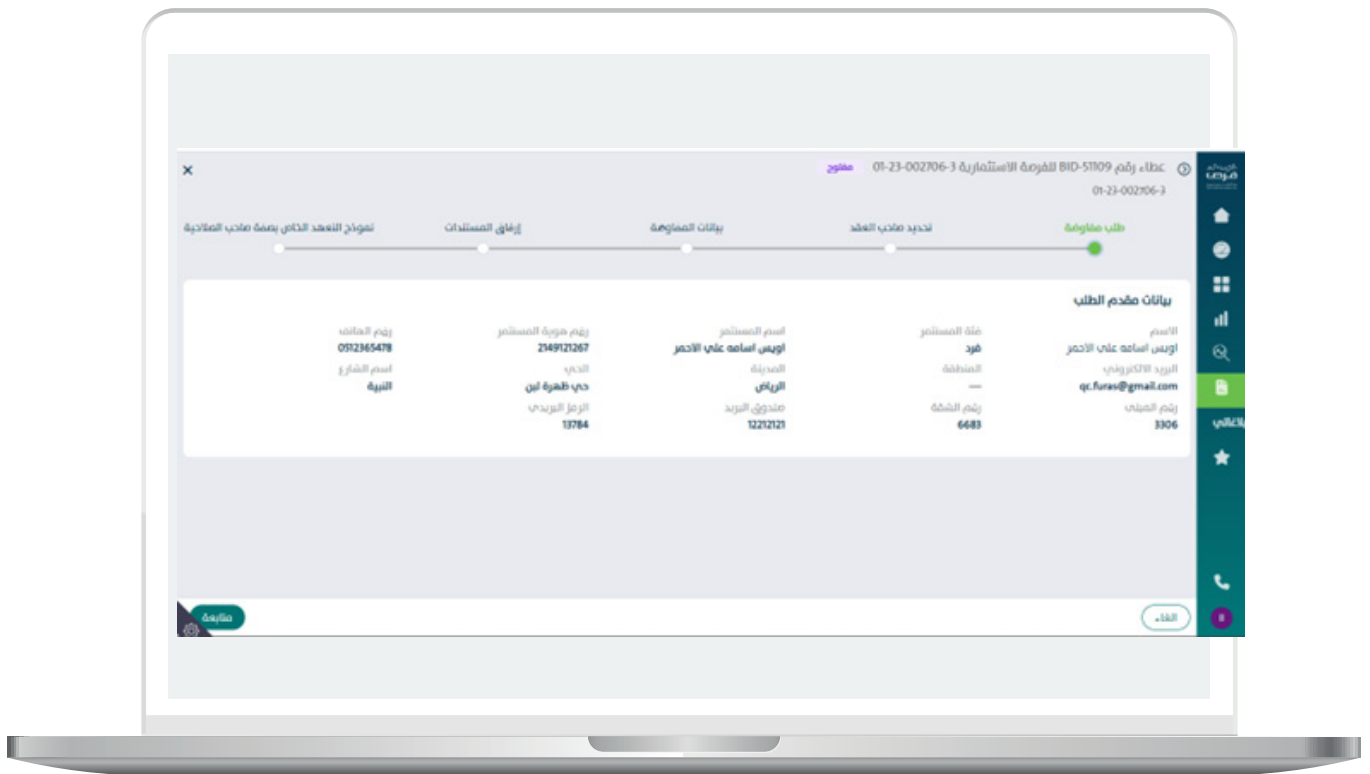 عطاء رقم BID-51109 للفرصة الاستثمارية 3-002706-23-01 مفتوح
01-23-002706-3
فرص
طلب مفاوضة
تحديد صاحب العقد
بيانات المفاوضة
إرفاق المستندات
نموذج التعهد الخاص بصفة صاحب الصلاحية
بيانات مقدم الطلب
الاسم فئة المستثمر اسم المستثمر رقم هوية المستثمر رقم الهاتف
اويس اسامه علي الاحمر فرد اويس اسامه علي الاحمر 2149121267 0512365478
البريد الالكتروني المنطقة المدينة الحي اسم الشارع
qc.furas@gmail.com — الرياض حي ظهرة لبن النبية
رقم المبنى رقم الشقة صندوق البريد الرمز البريدي
3306 6683 12212121 13784
الغاء
متابعة